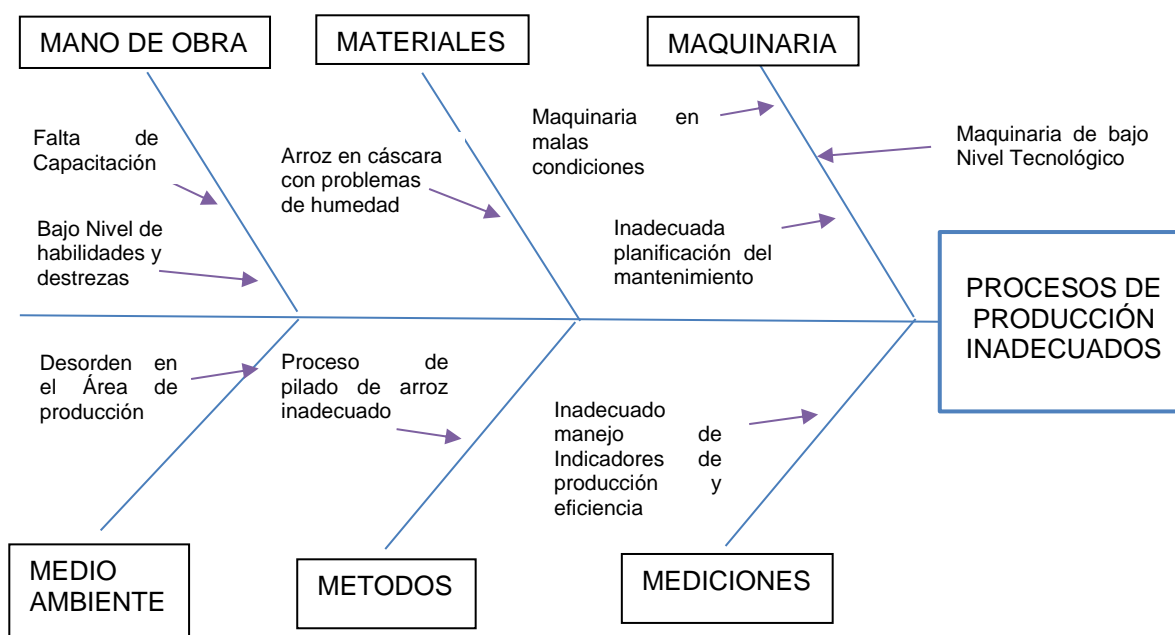 MANO DE OBRA
MATERIALES
MAQUINARIA
Falta de
Capacitación
Bajo Nivel de
habilidades y
destrezas
Arroz en cáscara
con problemas
de humedad
Maquinaria en
malas
condiciones
Maquinaria de bajo
Nivel Tecnológico
Inadecuada
planificación del
mantenimiento
PROCESOS DE
PRODUCCIÓN
INADECUADOS
Desorden en
el Área de
producción
Proceso de
pilado de arroz
inadecuado
Inadecuado
manejo de
Indicadores de
producción y
eficiencia
MEDIO
AMBIENTE
METODOS
MEDICIONES